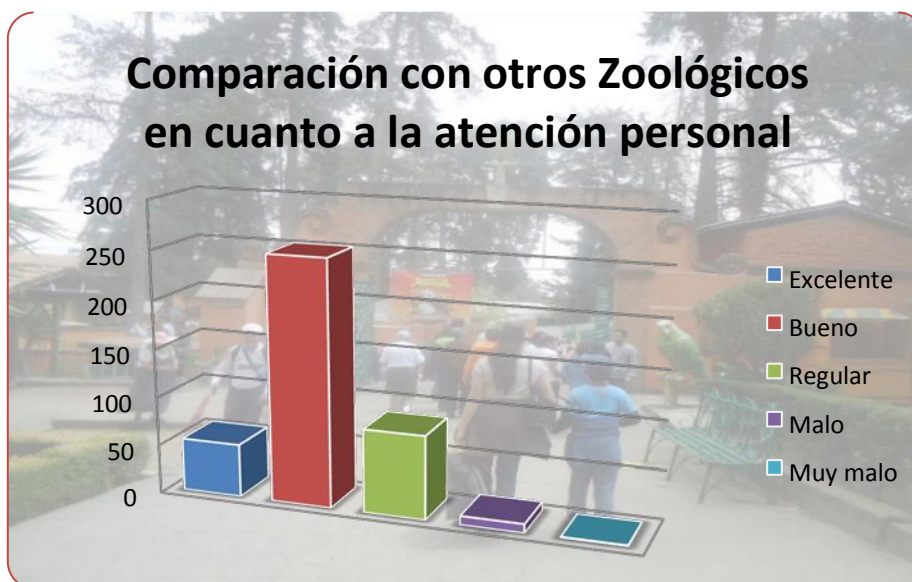 Comparación con otros Zoológicos
en cuanto a la atención personal
300
250
200
150
100
50
0
Excelente
Bueno
Regular
Malo
Muy malo